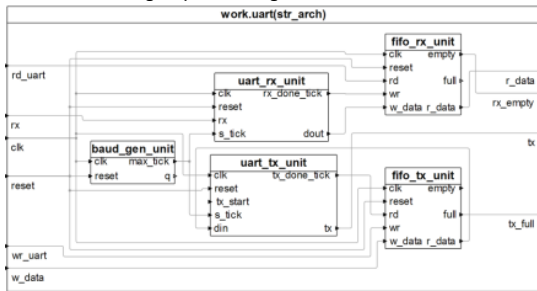 work.uart(str_arch)
fifo_rx_unit
clk empty
reset
rd full
wr
w_data r_data
uart_rx_unit
clk rx_done_tick
reset
rx
s_tick dout
baud_gen_unit
clk max_tick
reset q
uart_tx_unit
clk tx_done_tick
reset
tx_start
s_tick
din tx
fifo_tx_unit
clk empty
reset
rd full
wr
w_data r_data
rd_uart
rx
clk
reset
wr_uart
w_data
r_data
rx_empty
tx
tx_full